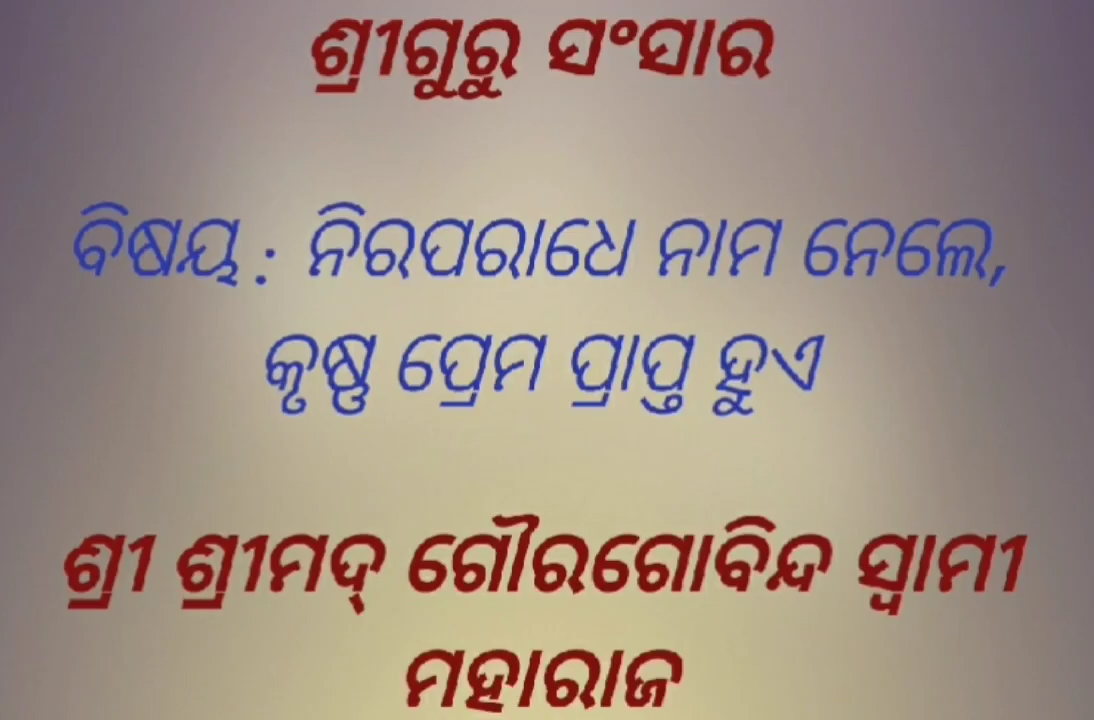 ଶ୍ରୀଗୁରୁ ସଂସାର
ବିଷୟ : ନିରପରାଧେ ନାମ ନେଲେ,
କୃଷ୍ଣ ପ୍ରେମ ପ୍ରାପ୍ତ ହୁଏ
ଶ୍ରୀ ଶ୍ରୀମଦ୍ ଗୌରଗୋବିନ୍ଦ ସ୍ୱାମୀ
ମହାରାଜ